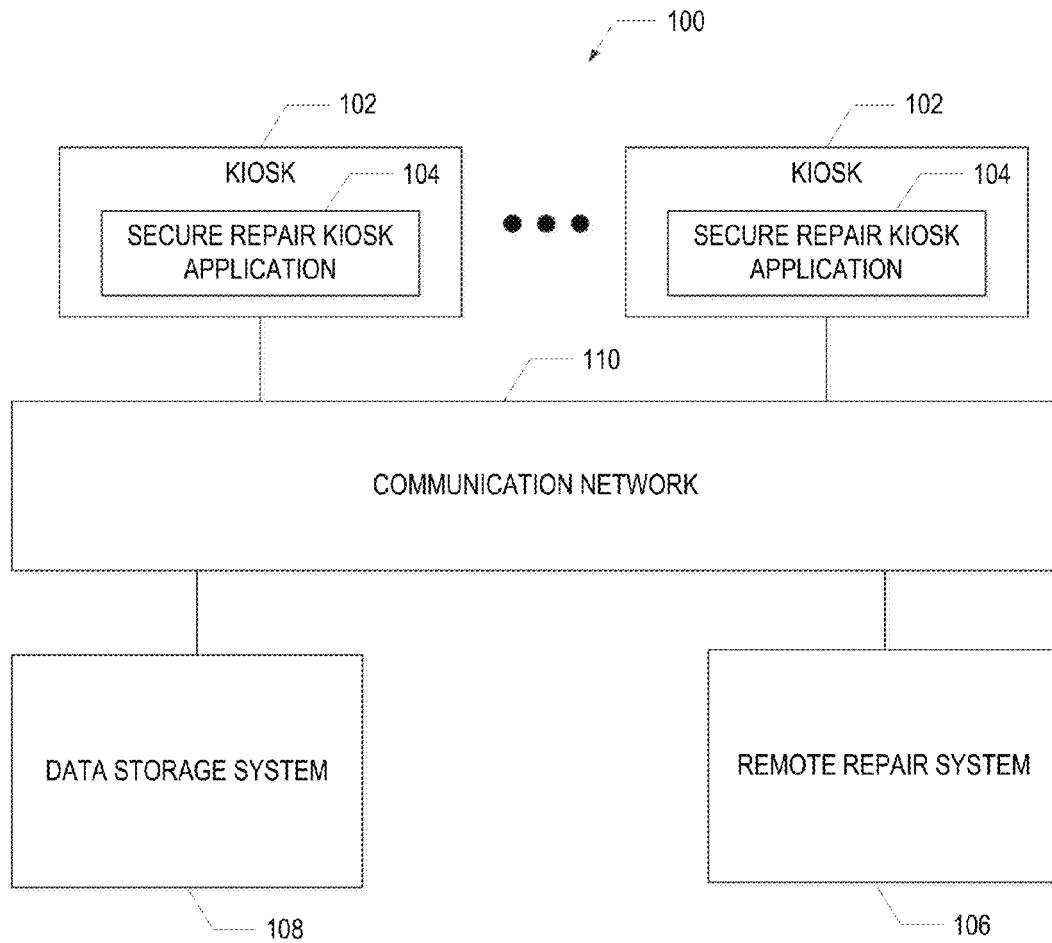 100
102
102
KIOSK
104
KIOSK
104
SECURE REPAIR KIOSK
APPLICATION
SECURE REPAIR KIOSK
APPLICATION
110
COMMUNICATION NETWORK
DATA STORAGE SYSTEM
REMOTE REPAIR SYSTEM
108
106